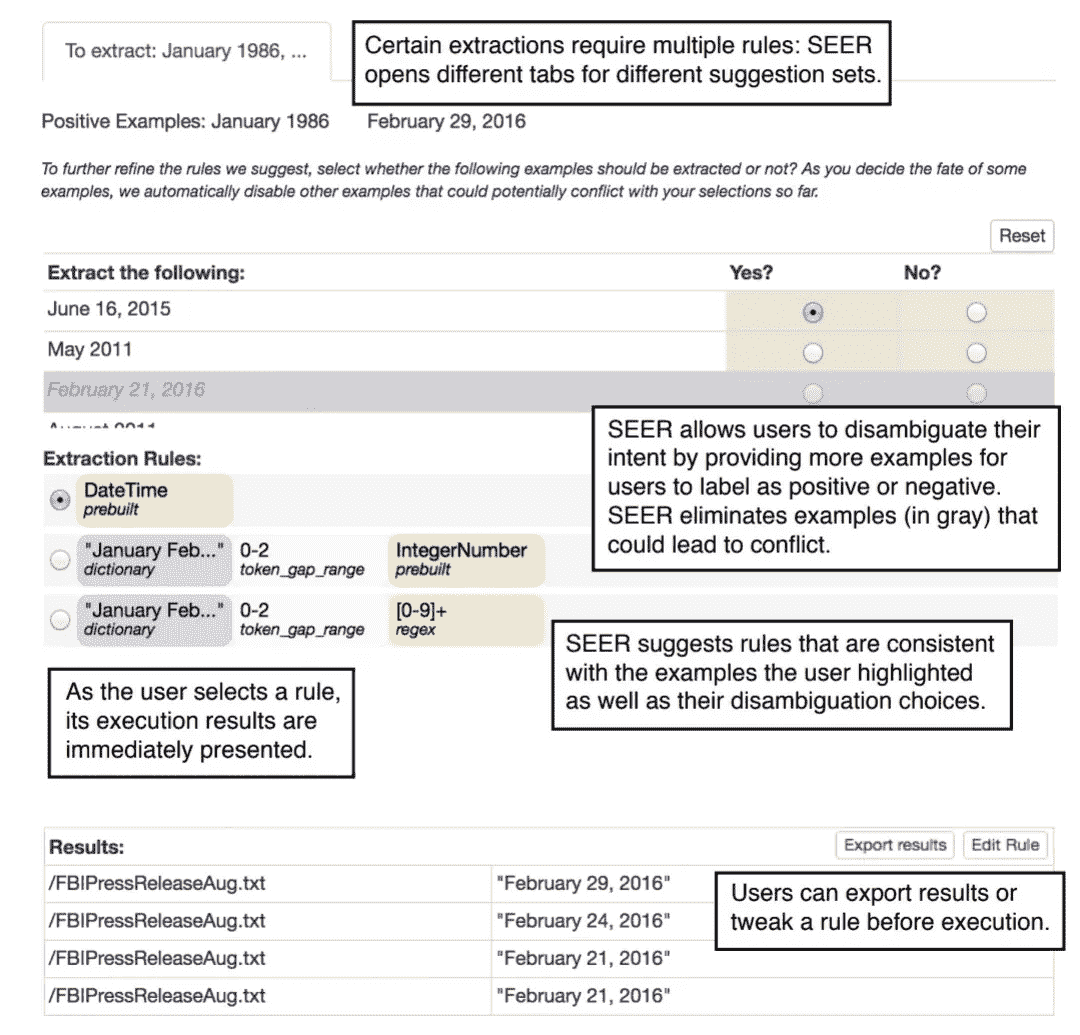 To extract: January 1986, ...
Certain extractions require multiple rules: SEER
opens different tabs for different suggestion sets.
Positive Examples: January 1986 February 29, 2016
To further refine the rules we suggest, select whether the following examples should be extracted or not? As you decide the fate of some
examples, we automatically disable other examples that could potentially conflict with your selections so far.
Reset
Extract the following: Yes? No?
June 16, 2015
May 2011
February 21, 2016
August 2011
SEER allows users to disambiguate their
intent by providing more examples for
users to label as positive or negative.
SEER eliminates examples (in gray) that
could lead to conflict.
Extraction Rules:
DateTime
prebuilt
"January Feb..." 0-2 IntegerNumber
dictionary token_gap_range prebuilt
"January Feb..." 0-2 [0-9]+
dictionary token_gap_range regex
SEER suggests rules that are consistent
with the examples the user highlighted
as well as their disambiguation choices.
As the user selects a rule,
its execution results are
immediately presented.
Results: Export results Edit Rule
/FBIPressReleaseAug.txt "February 29, 2016"
/FBIPressReleaseAug.txt "February 24, 2016"
/FBIPressReleaseAug.txt "February 21, 2016"
/FBIPressReleaseAug.txt "February 21, 2016"
Users can export results or
tweak a rule before execution.